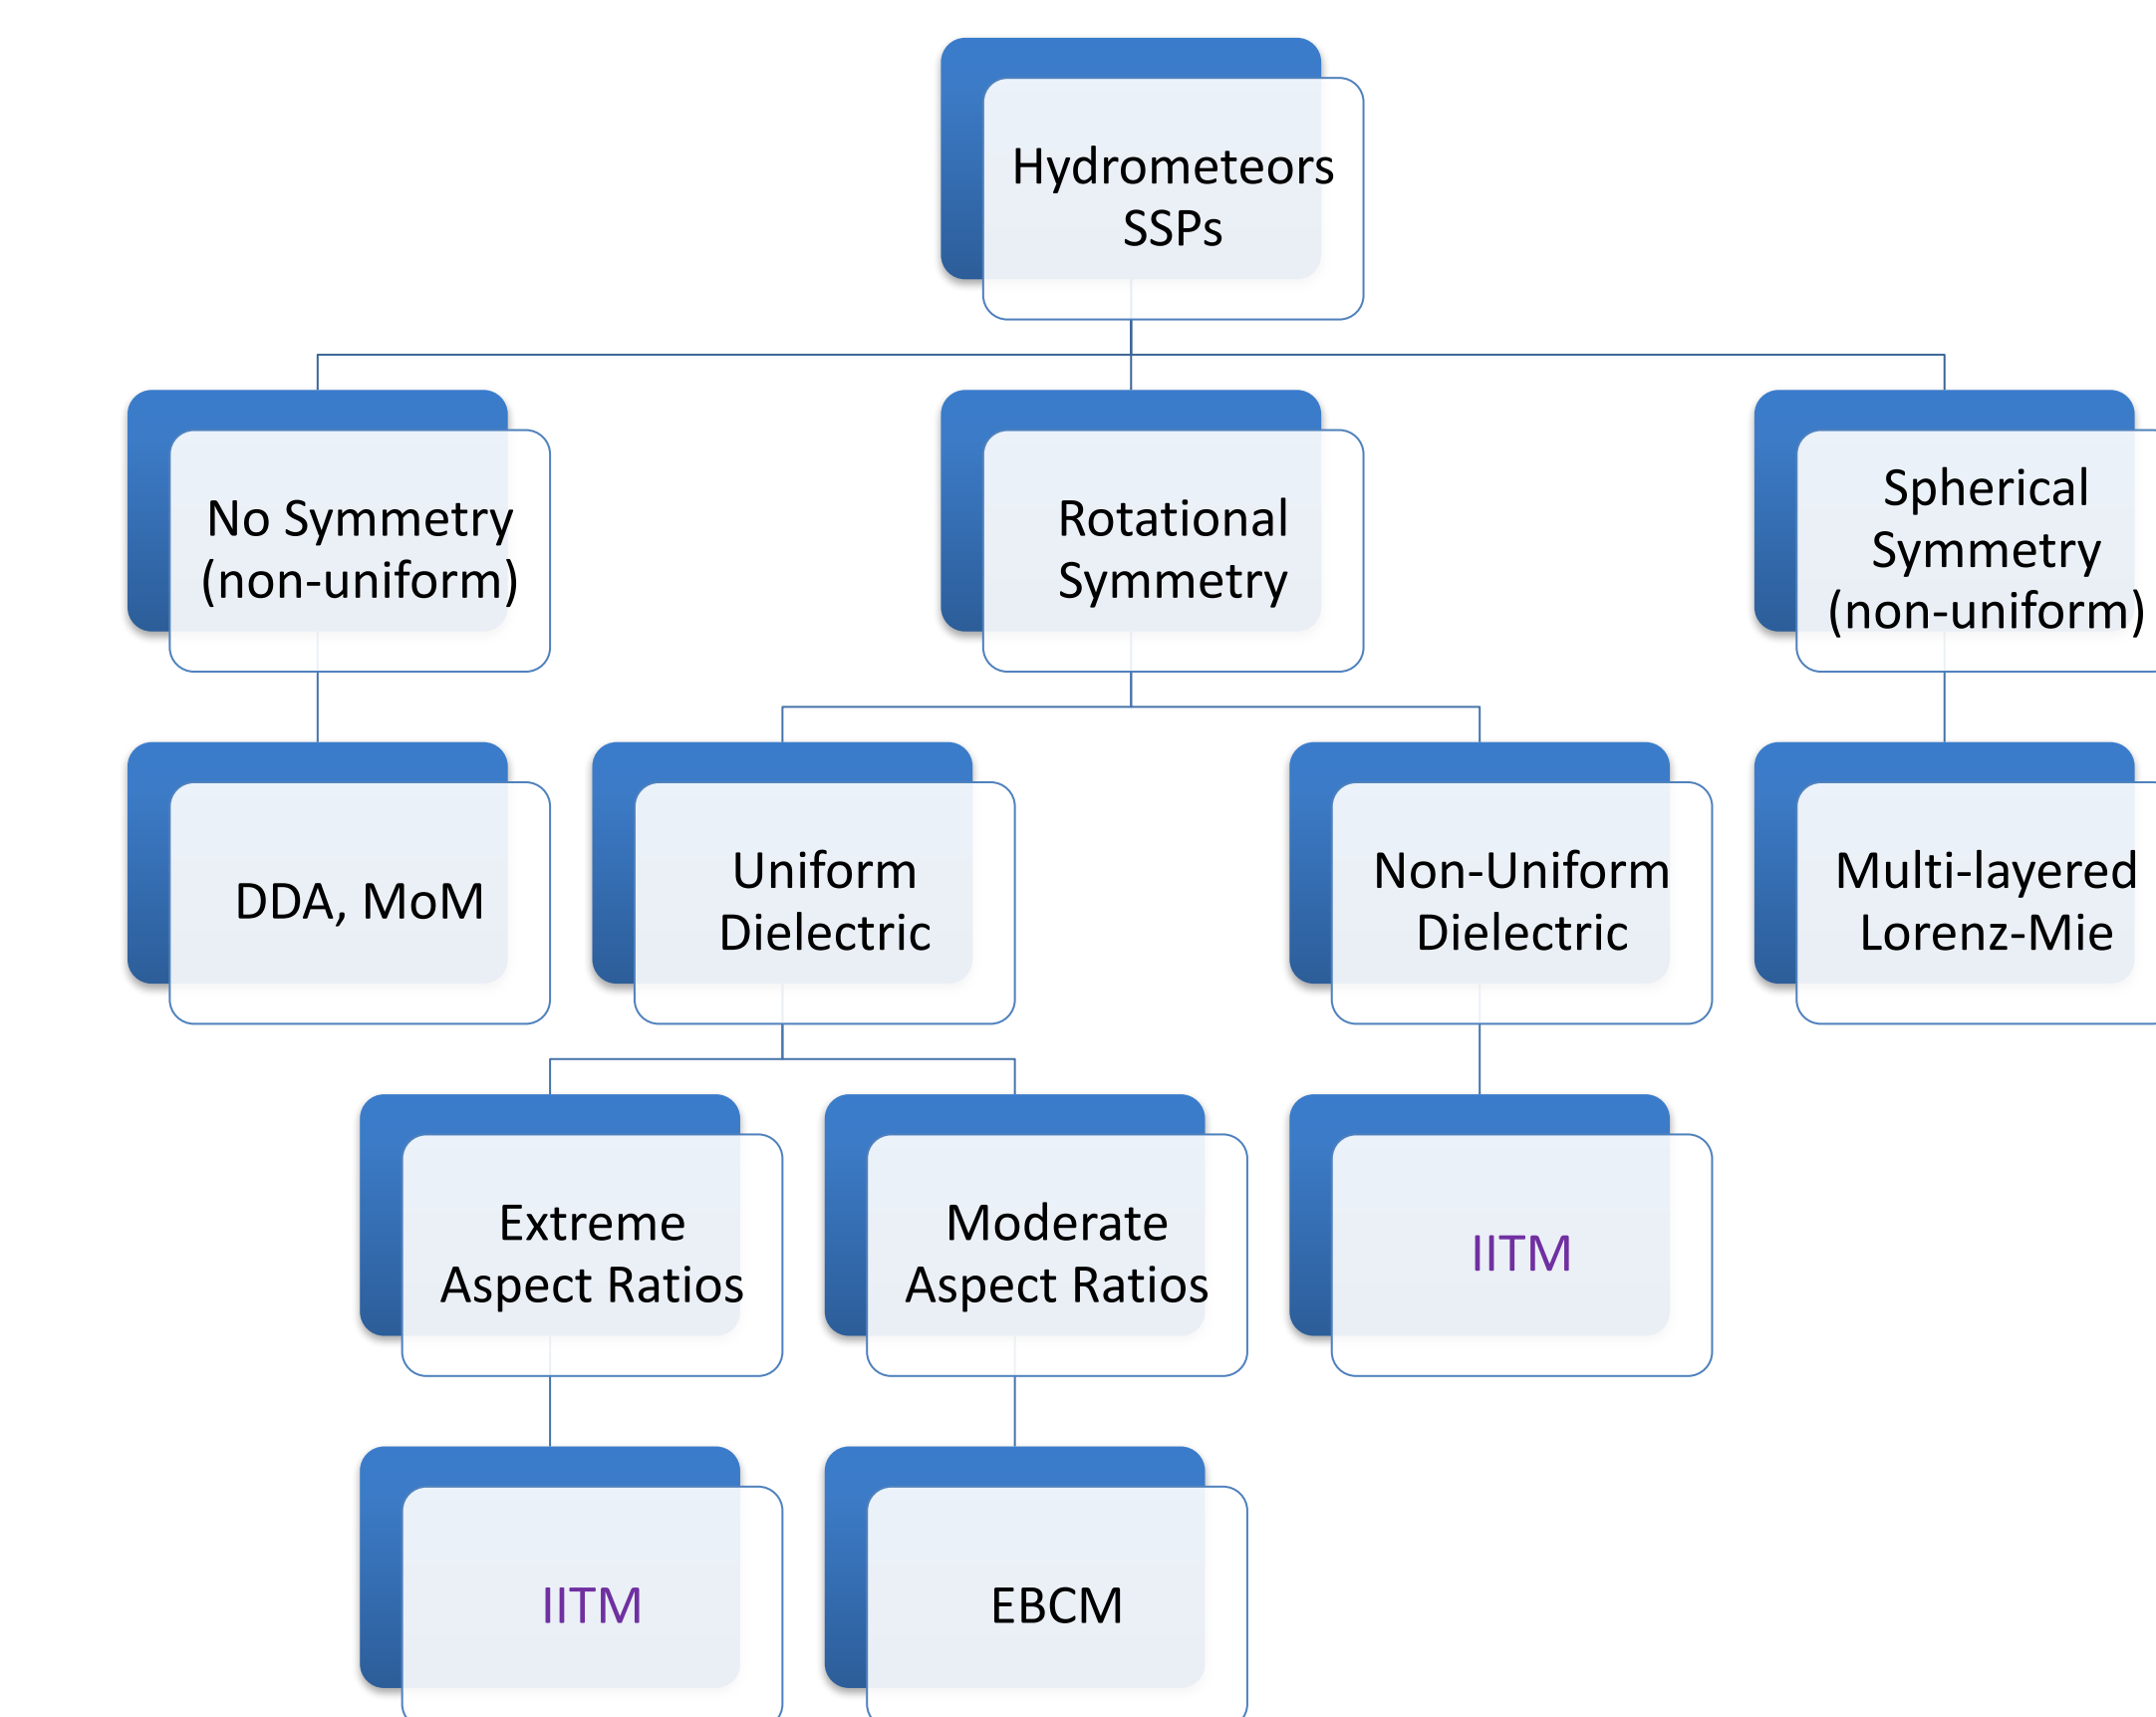 Hydrometeors
SSPs
No Symmetry
(non-uniform)
Rotational
Symmetry
Spherical
Symmetry
(non-uniform)
DDA, MoM
Uniform
Dielectric
Non-Uniform
Dielectric
Multi-layered
Lorenz-Mie
Extreme
Aspect Ratios
Moderate
Aspect Ratios
IITM
IITM
EBCM